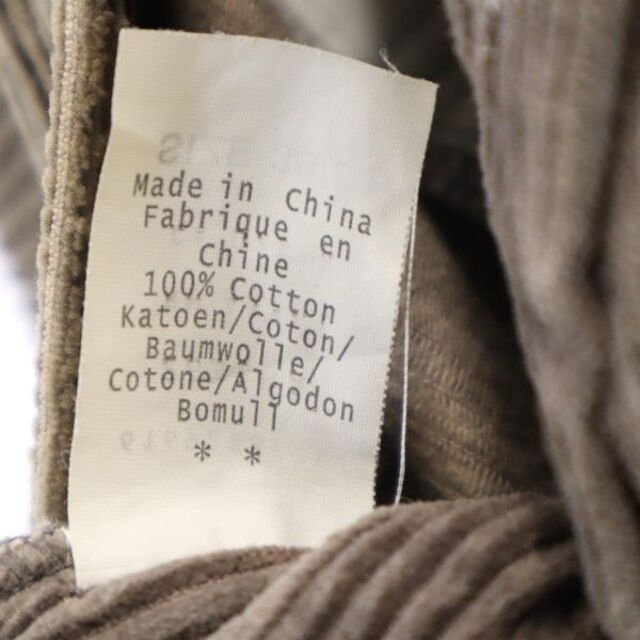 Made in China
Fabrique en
Chine
100% Cotton
Katoen/Coton/
Baumwolle/
Cotone/Algodon
Bomull
* *